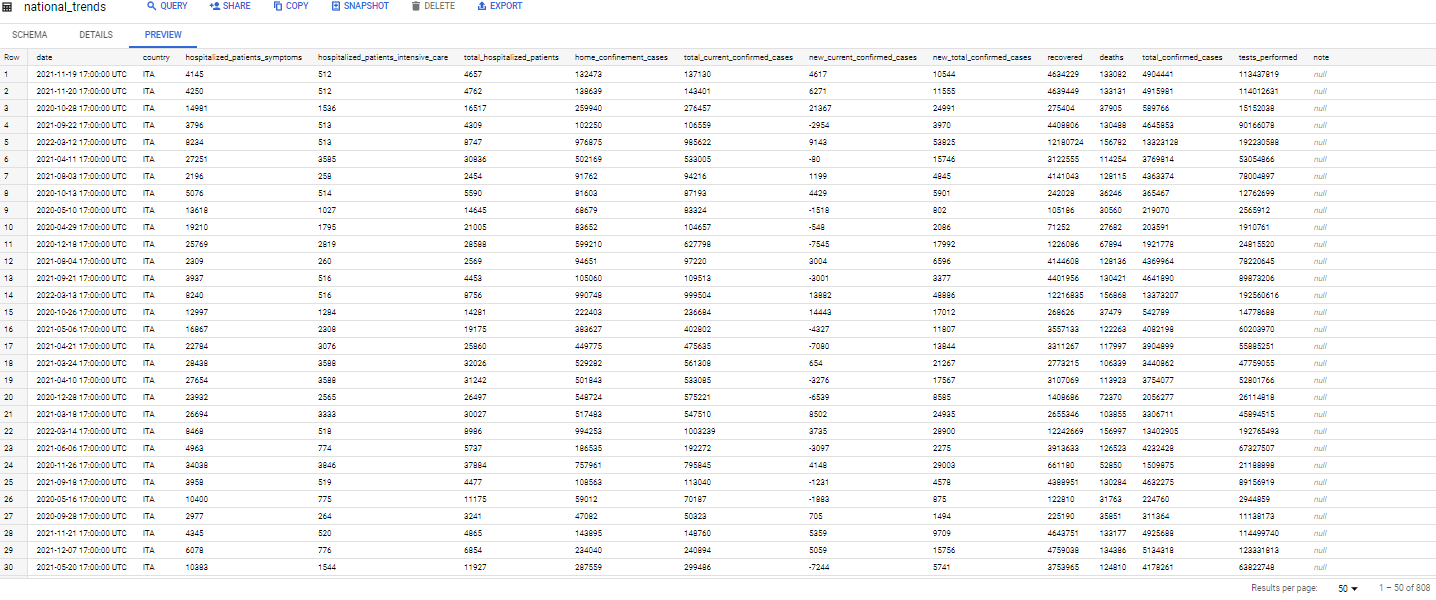 national_trends QUERY SHARE COPY SNAPSHOT DELETE EXPORT
SCHEMA DETAILS PREVIEW
Row date country hospitalized_patients_symptoms hospitalized_patients_intensive_care total_hospitalized_patients home_confinement_cases total_current_confirmed_cases new_current_confirmed_cases new_total_confirmed_cases recovered deaths total_confirmed_cases tests_performed note
1 2021-11-19 17:00:00 UTC ITA 4145 512 4657 132473 137130 4617 10544 4634229 133082 4904441 113437819 null
2 2021-11-20 17:00:00 UTC ITA 4250 512 4762 138639 143401 6271 11555 4639449 133131 4915981 114012631 null
3 2020-10-28 17:00:00 UTC ITA 14981 1536 16517 259940 276457 21367 24991 275404 37905 589766 15152038 null
4 2021-09-22 17:00:00 UTC ITA 3796 513 4309 102250 106559 -2954 3970 4408806 130488 4645853 90166078 null
5 2022-03-12 17:00:00 UTC ITA 8234 513 8747 976875 985622 9143 53825 12180724 156782 13323128 192230588 null
6 2021-04-11 17:00:00 UTC ITA 27251 3585 30836 502169 533005 -80 15746 3122555 114254 3769814 53054866 null
7 2021-08-03 17:00:00 UTC ITA 2196 258 2454 91762 94216 1199 4845 4141043 128115 4363374 78004897 null
8 2020-10-13 17:00:00 UTC ITA 5076 514 5590 81603 87193 4429 5901 242028 36246 365467 12762699 null
9 2020-05-10 17:00:00 UTC ITA 13618 1027 14645 68679 83324 -1518 802 105186 30560 219070 2565912 null
10 2020-04-29 17:00:00 UTC ITA 19210 1795 21005 83652 104657 -548 2086 71252 27682 203591 1910761 null
11 2020-12-18 17:00:00 UTC ITA 25769 2819 28588 599210 627798 -7545 17992 1226086 67894 1921778 24815520 null
12 2021-08-04 17:00:00 UTC ITA 2309 260 2569 94651 97220 3004 6596 4144608 128136 4369964 78220645 null
13 2021-09-21 17:00:00 UTC ITA 3937 516 4453 105060 109513 -3001 3377 4401956 130421 4641890 89873206 null
14 2022-03-13 17:00:00 UTC ITA 8240 516 8756 990748 999504 13882 48886 12216835 156868 13373207 192560616 null
15 2020-10-26 17:00:00 UTC ITA 12997 1284 14281 222403 236684 14443 17012 268626 37479 542789 14778688 null
16 2021-05-06 17:00:00 UTC ITA 16867 2308 19175 383627 402802 -4327 11807 3557133 122263 4082198 60203970 null
17 2021-04-21 17:00:00 UTC ITA 22784 3076 25860 449775 475635 -7080 13844 3311267 117997 3904899 55885251 null
18 2021-03-24 17:00:00 UTC ITA 28438 3588 32026 529282 561308 654 21267 2773215 106339 3440862 47759055 null
19 2021-04-10 17:00:00 UTC ITA 27654 3588 31242 501843 533085 -3276 17567 3107069 113923 3754077 52801766 null
20 2020-12-28 17:00:00 UTC ITA 23932 2565 26497 548724 575221 -6539 8585 1408686 72370 2056277 26114818 null
21 2021-03-18 17:00:00 UTC ITA 26694 3333 30027 517483 547510 8502 24935 2655346 103855 3306711 45894515 null
22 2022-03-14 17:00:00 UTC ITA 8468 518 8986 994253 1003239 3735 28900 12242669 156997 13402905 192765493 null
23 2021-06-06 17:00:00 UTC ITA 4963 774 5737 186535 192272 -3097 2275 3913633 126523 4232428 67327507 null
24 2020-11-26 17:00:00 UTC ITA 34038 3846 37884 757961 795845 4148 29003 661180 52850 1509875 21188898 null
25 2021-09-18 17:00:00 UTC ITA 3958 519 4477 108563 113040 -1231 4578 4388951 130284 4632275 89156919 null
26 2020-05-16 17:00:00 UTC ITA 10400 775 11175 59012 70187 -1883 875 122810 31763 224760 2944859 null
27 2020-09-28 17:00:00 UTC ITA 2977 264 3241 47082 50323 705 1494 225190 35851 311364 11138173 null
28 2021-11-21 17:00:00 UTC ITA 4345 520 4865 143895 148760 5359 9709 4643751 133177 4925688 114499740 null
29 2021-12-07 17:00:00 UTC ITA 6078 776 6854 234040 240894 5059 15756 4759038 134386 5134318 123331813 null
30 2021-05-20 17:00:00 UTC ITA 10383 1544 11927 287559 299486 -7244 5741 3753965 124810 4178261 63822748 null
Results per page: 50 1 – 50 of 808